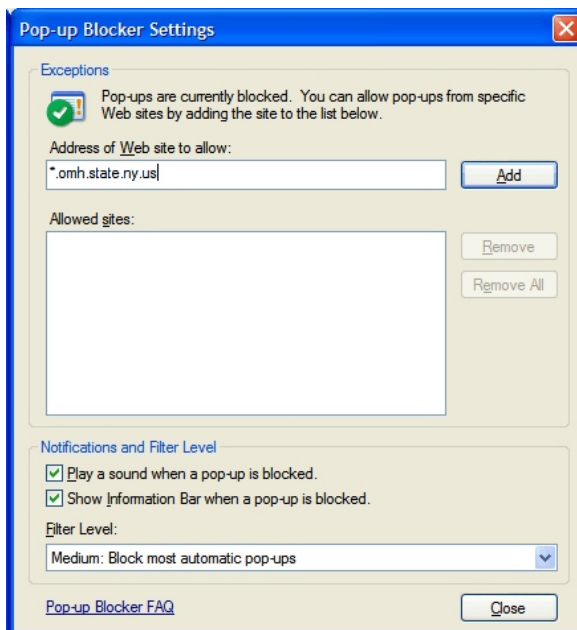 Pop-up Blocker Settings
Exceptions
Pop-ups are currently blocked. You can allow pop-ups from specific
Web sites by adding the site to the list below.
Address of Web site to allow:
*.omh.state.ny.us
Add
Allowed sites:
Remove
Remove All
Notifications and Filter Level
Play a sound when a pop-up is blocked.
Show Information Bar when a pop-up is blocked.
Filter Level:
Medium: Block most automatic pop-ups
Pop-up Blocker FAQ
Close